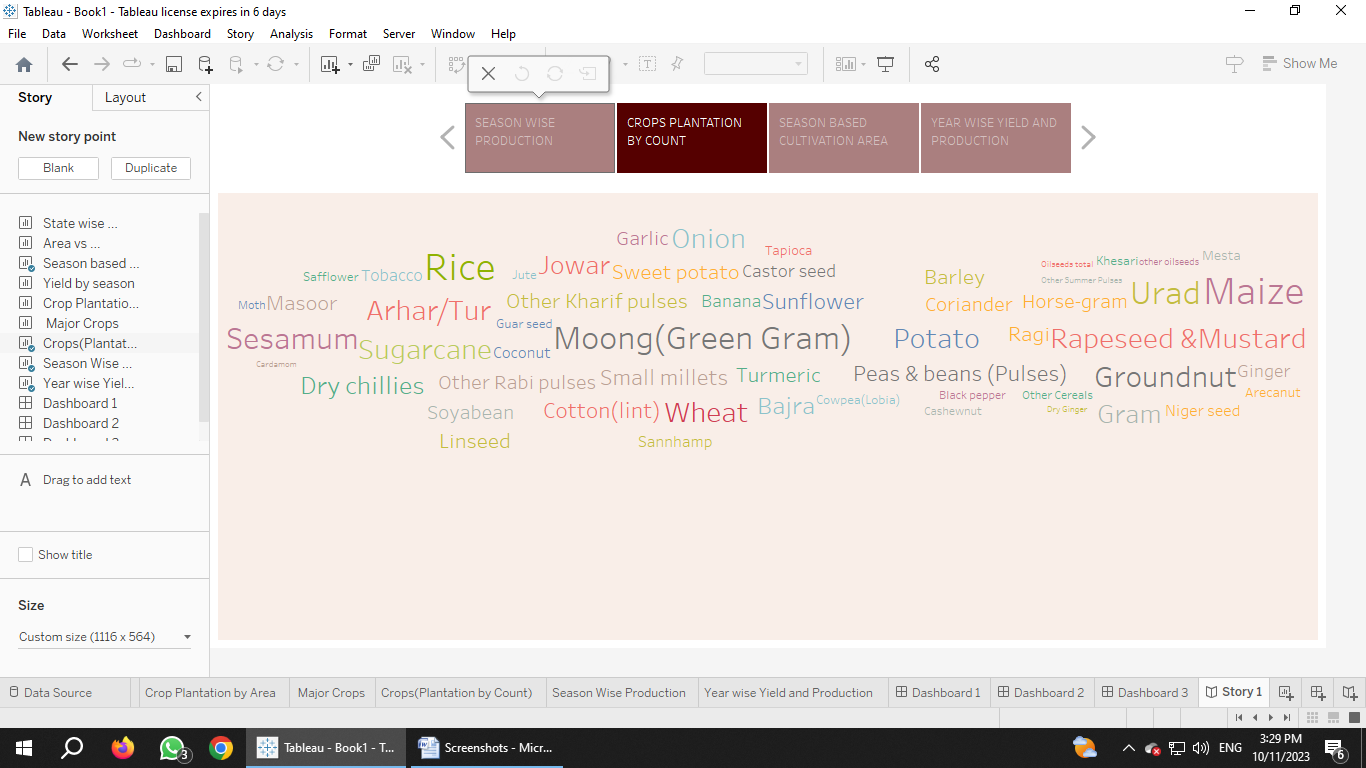 Tableau - Book1 - Tableau license expires in 6 days
File Data Worksheet Dashboard Story Analysis Format Server Window Help
Show Me
Story Layout
New story point
Blank Duplicate
State wise ...
Area vs ...
Season based ...
Yield by season
Crop Plantatio...
Major Crops
Crops(Plantat...
Season Wise ...
Year wise Yiel...
Dashboard 1
Dashboard 2
A Drag to add text
Show title
Size
Custom size (1116 x 564)
SEASON WISE
PRODUCTION
CROPS PLANTATION
BY COUNT
SEASON BASED
CULTIVATION AREA
YEAR WISE YIELD AND
PRODUCTION
Garlic Onion
Tapioca
Safflower Tobacco Rice Jute Jowar Sweet potato Castor seed Barley Oilseeds total Khesari other oilseeds Mesta
Other Summer Pulses
Moth Masoor Arhar/Tur Other Kharif pulses Banana Sunflower Coriander Horse-gram Urad Maize
Guar seed
Sesamum Sugarcane Coconut Moong(Green Gram) Potato Ragi Rapeseed &Mustard
Cardamom
Dry chillies Other Rabi pulses Small millets Turmeric Peas & beans (Pulses) Groundnut Ginger
Soyabean Cotton(lint) Wheat Bajra Cowpea(Lobia) Cashewnut Black pepper Other Cereals Dry Ginger Gram Niger seed Arecanut
Linseed Sannhamp
Data Source Crop Plantation by Area Major Crops Crops(Plantation by Count) Season Wise Production Year wise Yield and Production Dashboard 1 Dashboard 2 Dashboard 3 Story 1
3 Tableau - Book1 - T... Screenshots - Micr... ENG
3:29 PM
10/11/2023
6